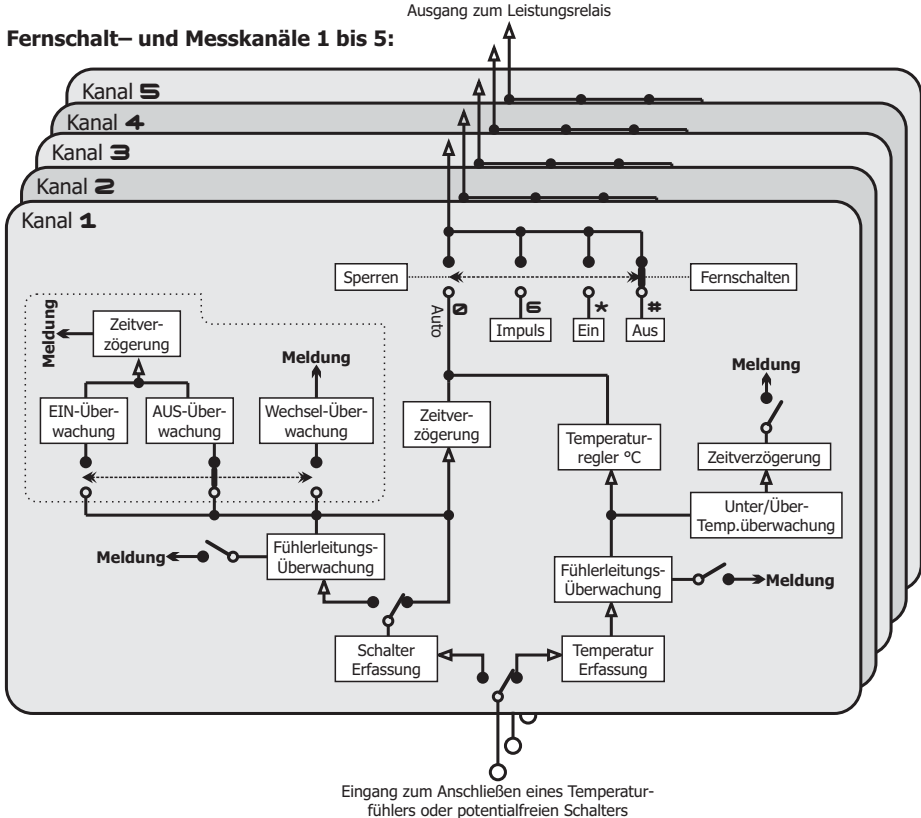 Ausgang zum Leistungsrelais
Fernschalt– und Messkanäle 1 bis 5:
Kanal 5
Kanal 4
Kanal 3
Kanal 2
Kanal 1
Sperren
Fernschalten
Auto
0
6
*
#
Impuls
Ein
Aus
Meldung
Zeitver-
zögerung
Meldung
EIN-Über-
wachung
AUS-Über-
wachung
Wechsel-Über-
wachung
Zeitver-
zögerung
Temperatur-
regler °C
Meldung
Zeitverzögerung
Unter/Über-
Temp.überwachung
Meldung
Fühlerleitungs-
Überwachung
Fühlerleitungs-
Überwachung
Meldung
Schalter
Erfassung
Temperatur
Erfassung
Eingang zum Anschließen eines Temperatur-
fühlers oder potentialfreien Schalters